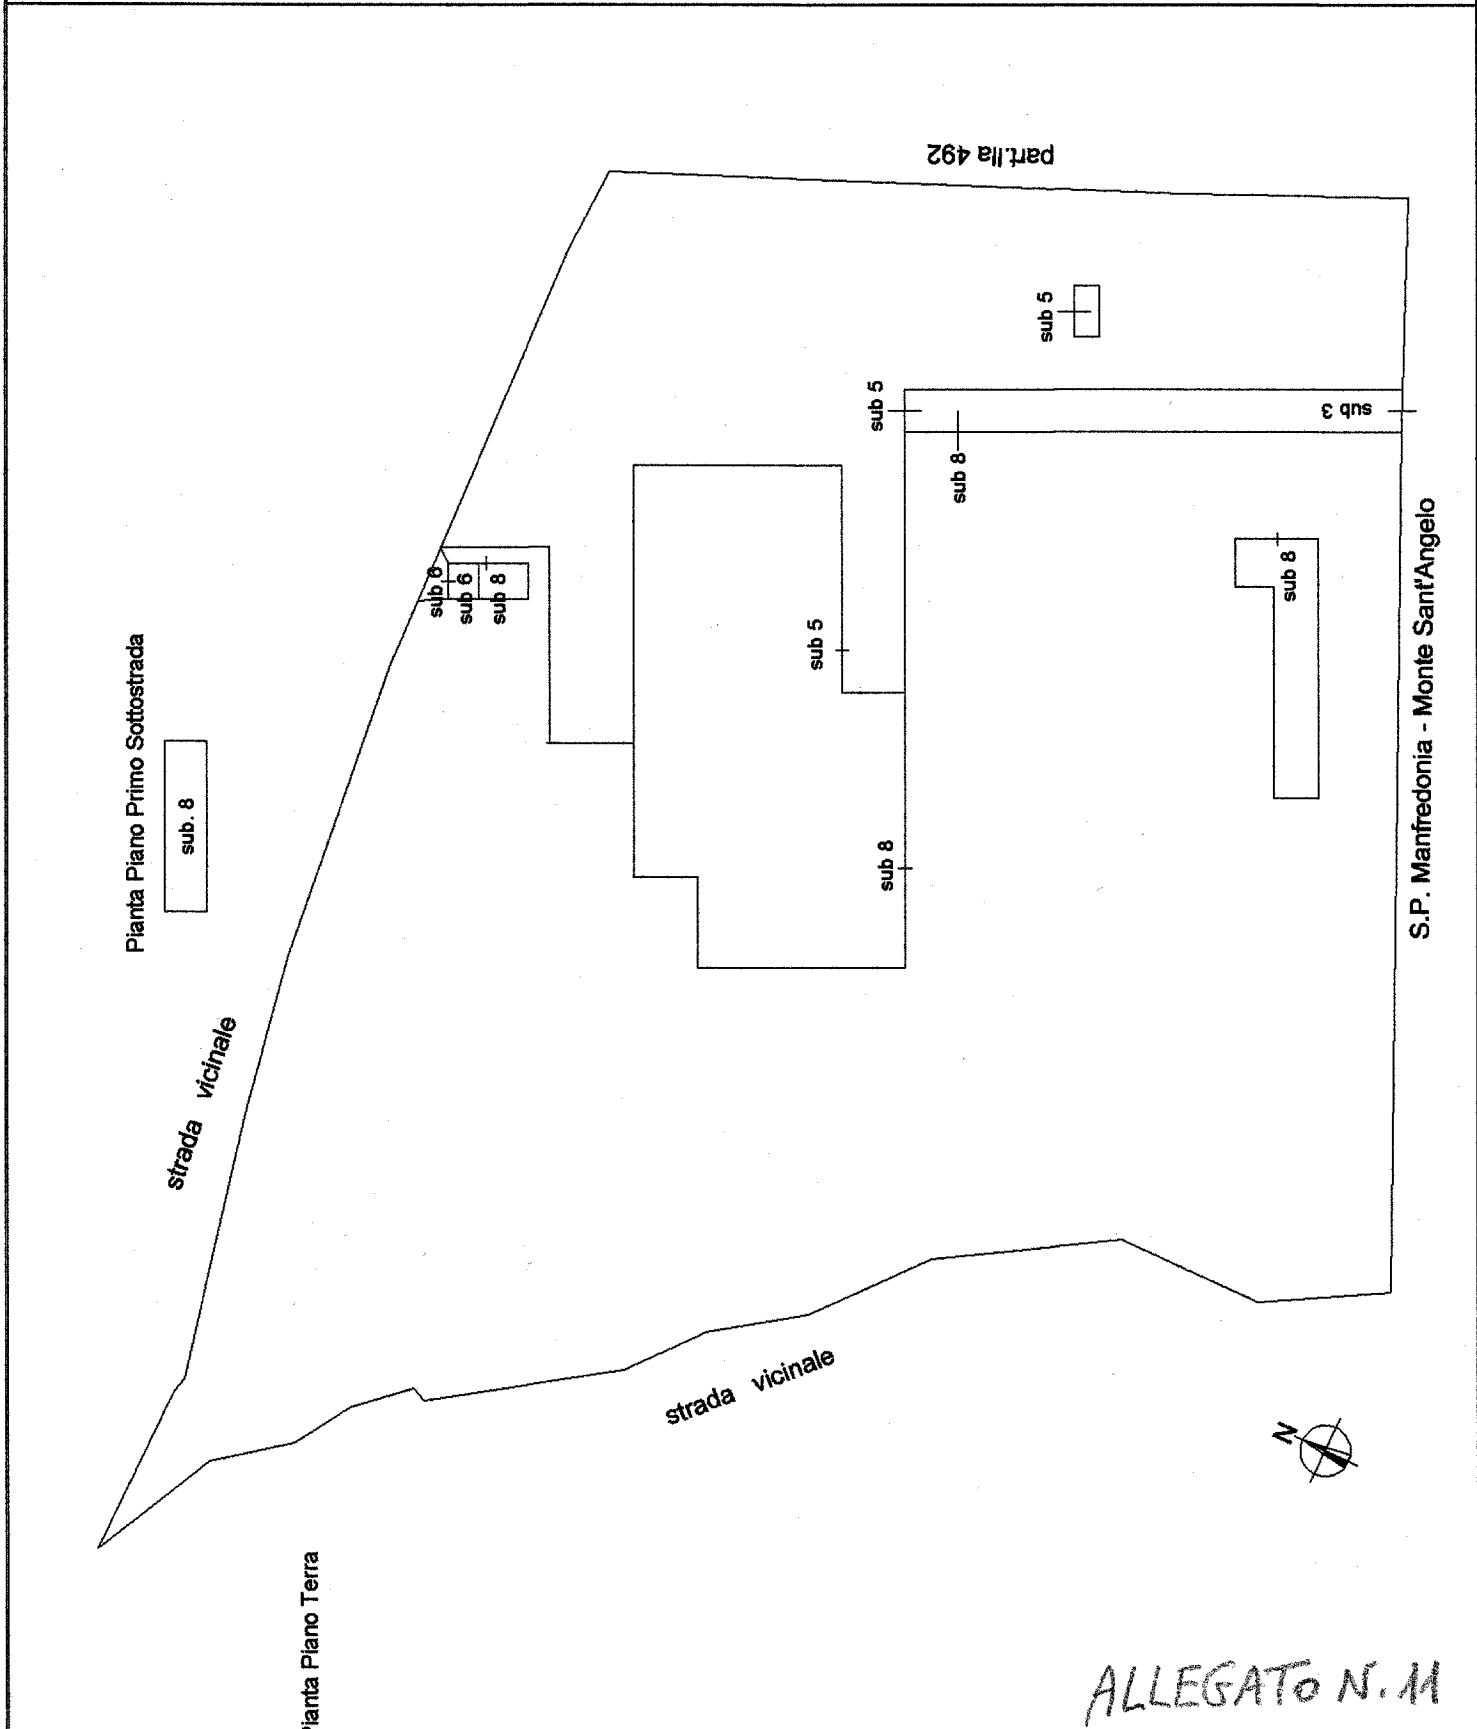 part.lla 492
sub 5
sub 5
sub 3
sub 8
sub 6
sub 6
sub 8
sub 8
sub 5
Pianta Piano Primo Sottostrada
sub. 8
S.P. Manfredonia - Monte Sant'Angelo
sub 8
strada vicinale
strada vicinale
N
Pianta Piano Terra
ALLEGATO N. 11